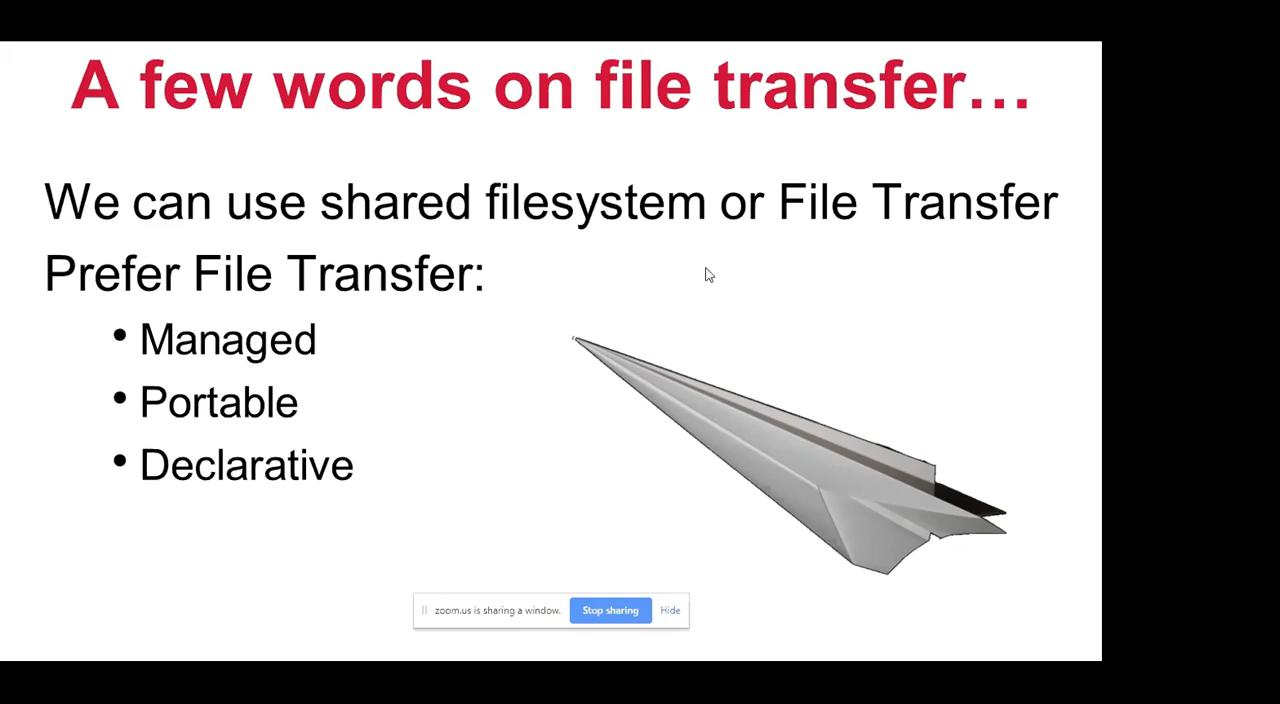 A few words on file transfer…
We can use shared filesystem or File Transfer
Prefer File Transfer:
• Managed
• Portable
• Declarative
zoom.us is sharing a window. Stop sharing Hide